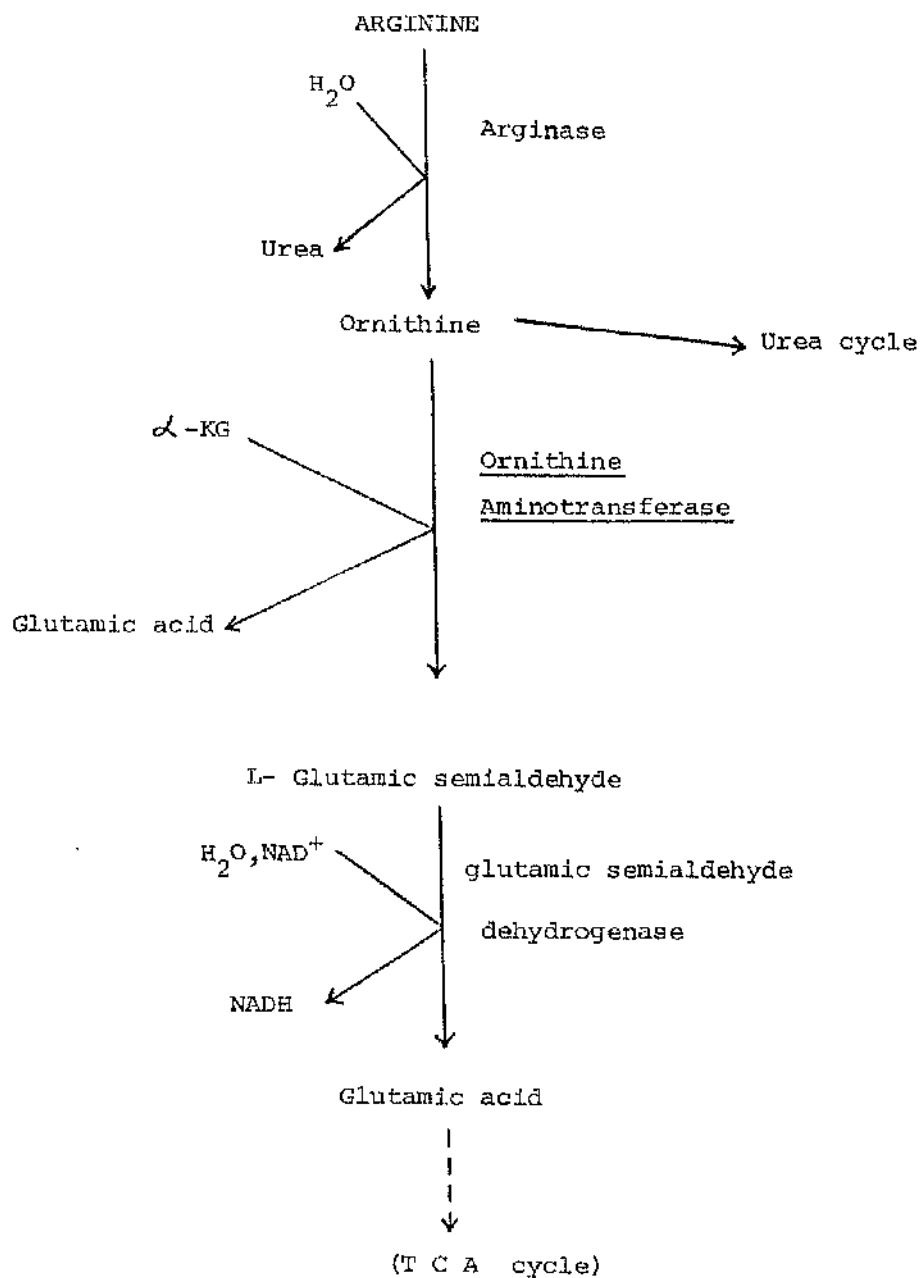 ARGININE
H₂O
Arginase
Urea
Ornithine
Urea cycle
α-KG
Ornithine
Aminotransferase
Glutamic acid
L- Glutamic semialdehyde
H₂O,NAD⁺
glutamic semialdehyde
dehydrogenase
NADH
Glutamic acid
(T C A cycle)